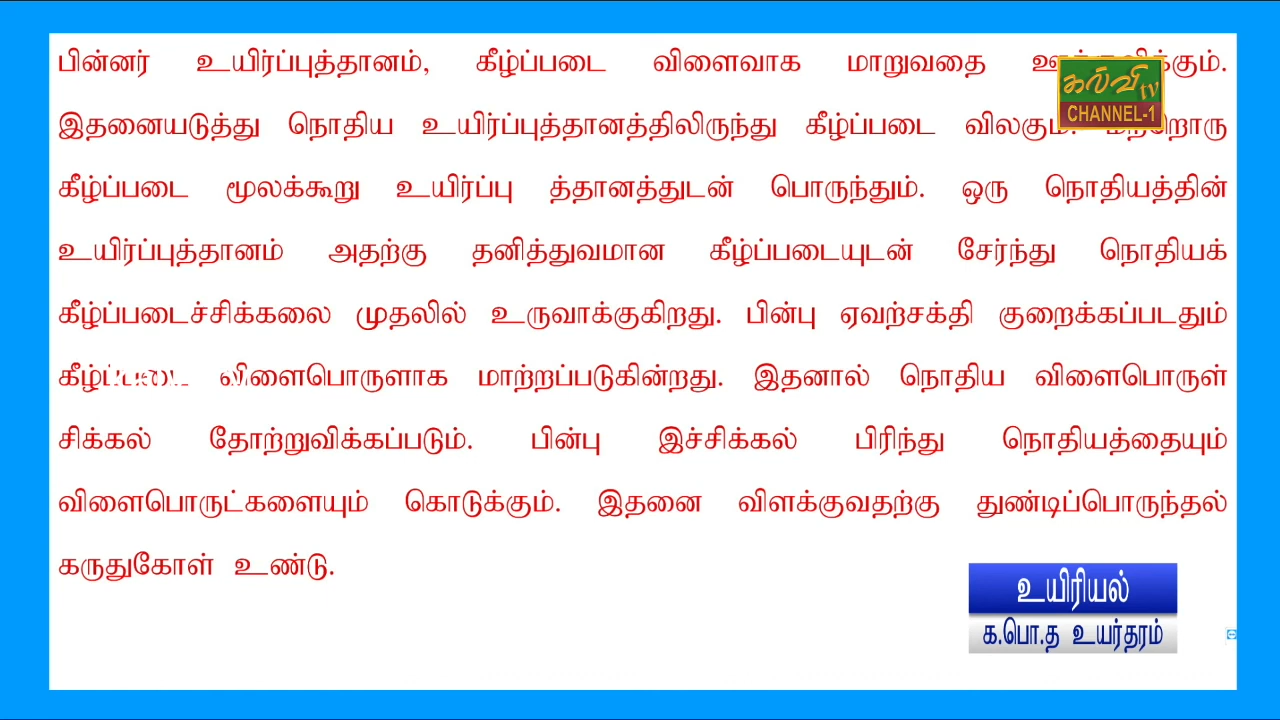 பின்னர் உயிர்ப்புத்தானம், கீழ்ப்படை விளைவாக மாறுவதை
கல்வி tv
CHANNEL-1
இதனையடுத்து நொதிய உயிர்ப்புத்தானத்திலிருந்து கீழ்ப்படை விலகும்.
கீழ்ப்படை மூலக்கூறு உயிர்ப்பு த்தானத்துடன் பொருந்தும். ஒரு நொதியத்தின்
உயிர்ப்புத்தானம் அதற்கு தனித்துவமான கீழ்ப்படையுடன் சேர்ந்து நொதியக்
கீழ்ப்படைச்சிக்கலை முதலில் உருவாக்குகிறது. பின்பு ஏவற்சக்தி குறைக்கப்படதும்
கீழ்ப்படை விளைபொருளாக மாற்றப்படுகின்றது. இதனால் நொதிய விளைபொருள்
சிக்கல் தோற்றுவிக்கப்படும். பின்பு இச்சிக்கல் பிரிந்து நொதியத்தையும்
விளைபொருட்களையும் கொடுக்கும். இதனை விளக்குவதற்கு துண்டிப்பொருந்தல்
கருதுகோள் உண்டு.
உயிரியல்
க.பொ.த உயர்தரம்